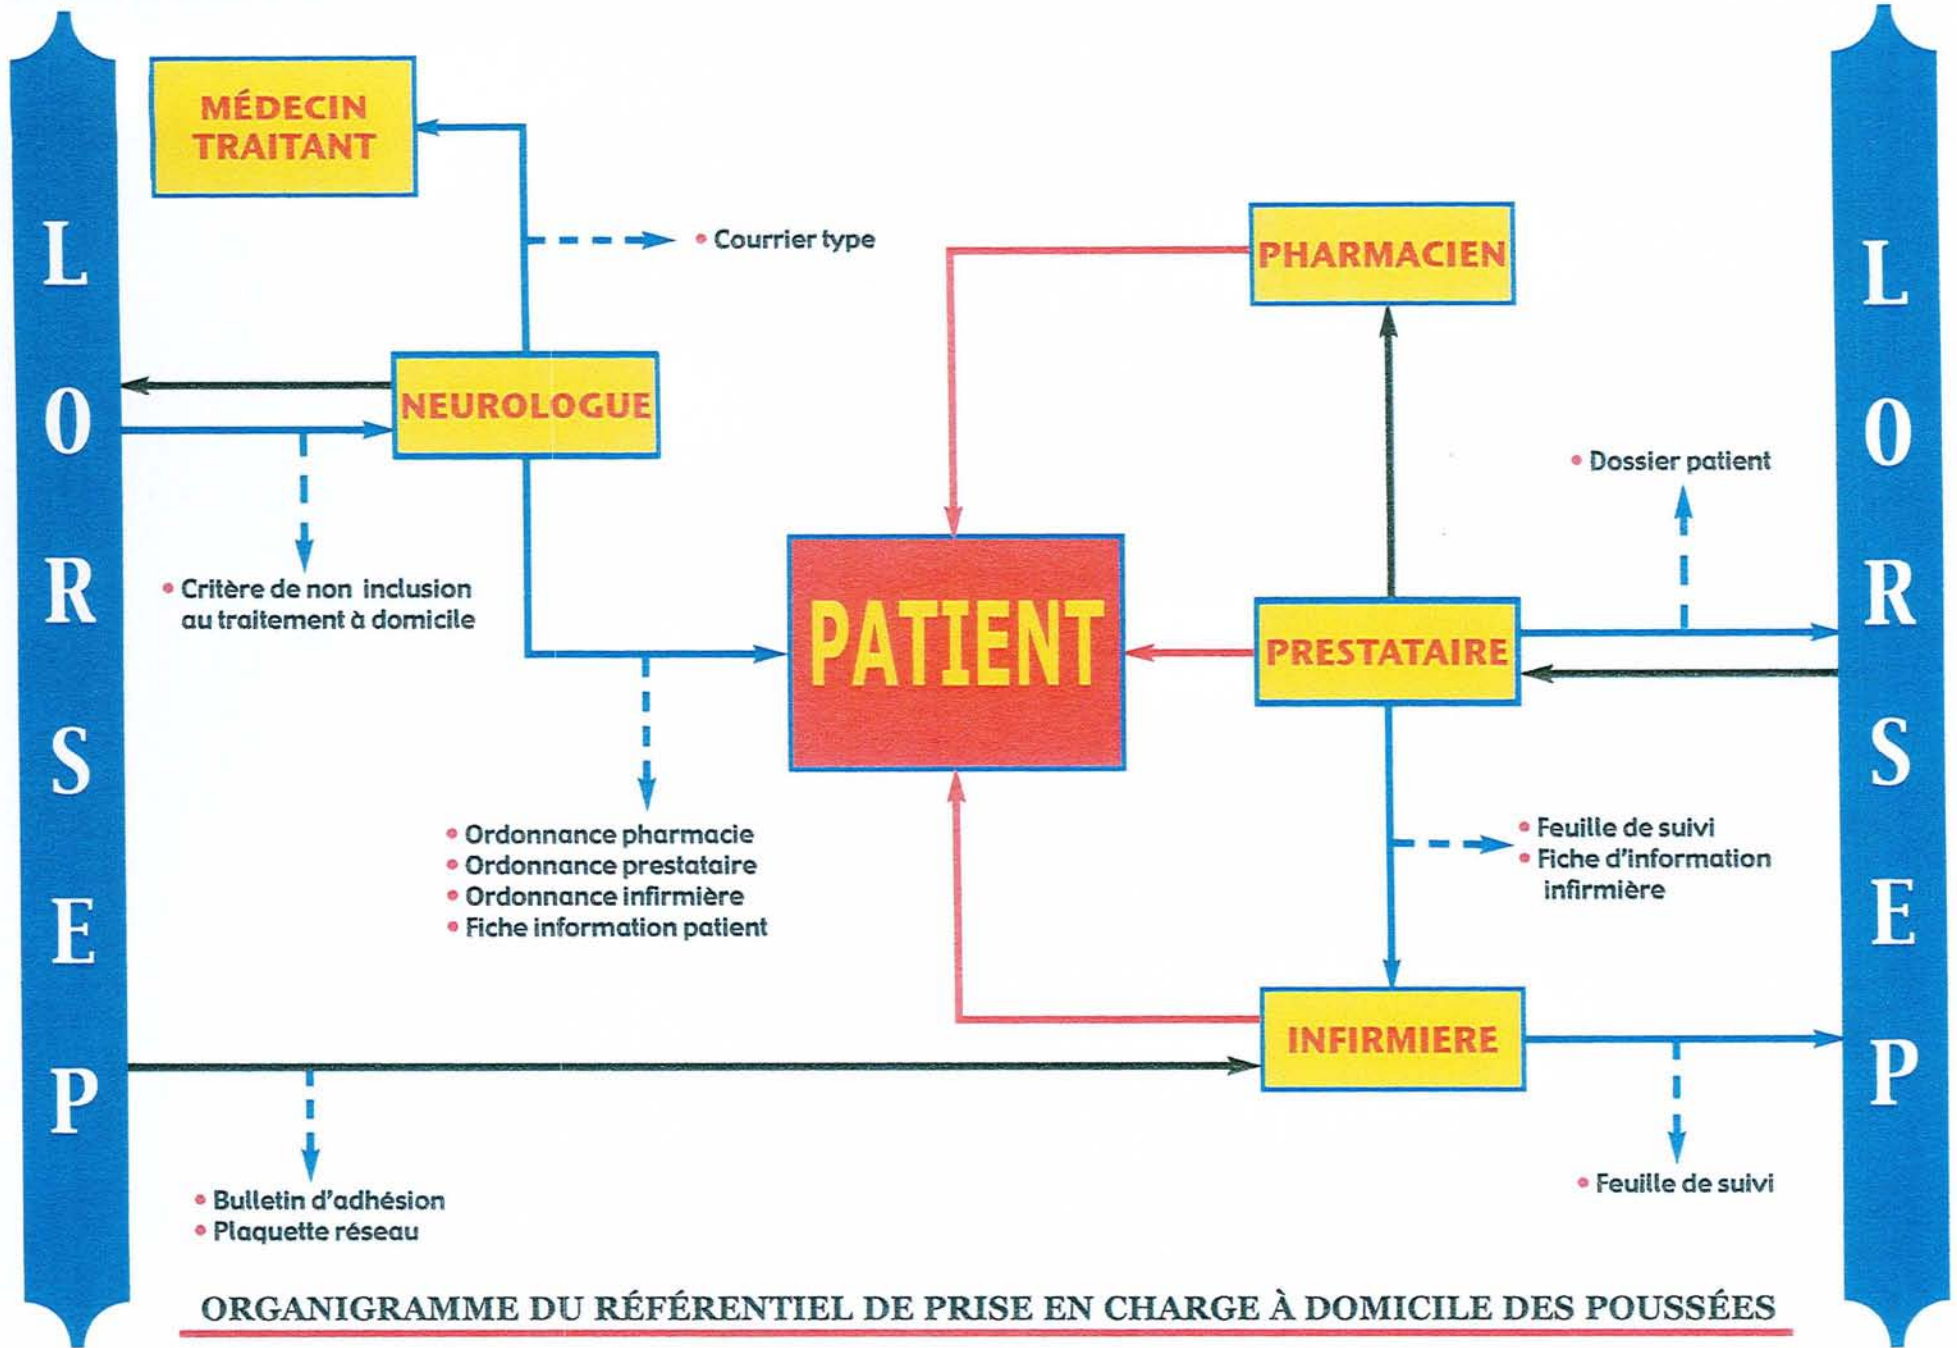 LORSEP
MÉDECIN
TRAITANT
• Courrier type
PHARMACIEN
LORSEP
NEUROLOGUE
• Dossier patient
• Critère de non inclusion
au traitement à domicile
PATIENT
PRESTATAIRE
• Ordonnance pharmacie
• Ordonnance prestataire
• Ordonnance infirmière
• Fiche information patient
• Feuille de suivi
• Fiche d'information
infirmière
INFIRMIERE
• Bulletin d'adhésion
• Plaquette réseau
• Feuille de suivi
ORGANIGRAMME DU RÉFÉRENTIEL DE PRISE EN CHARGE À DOMICILE DES POUSSÉES